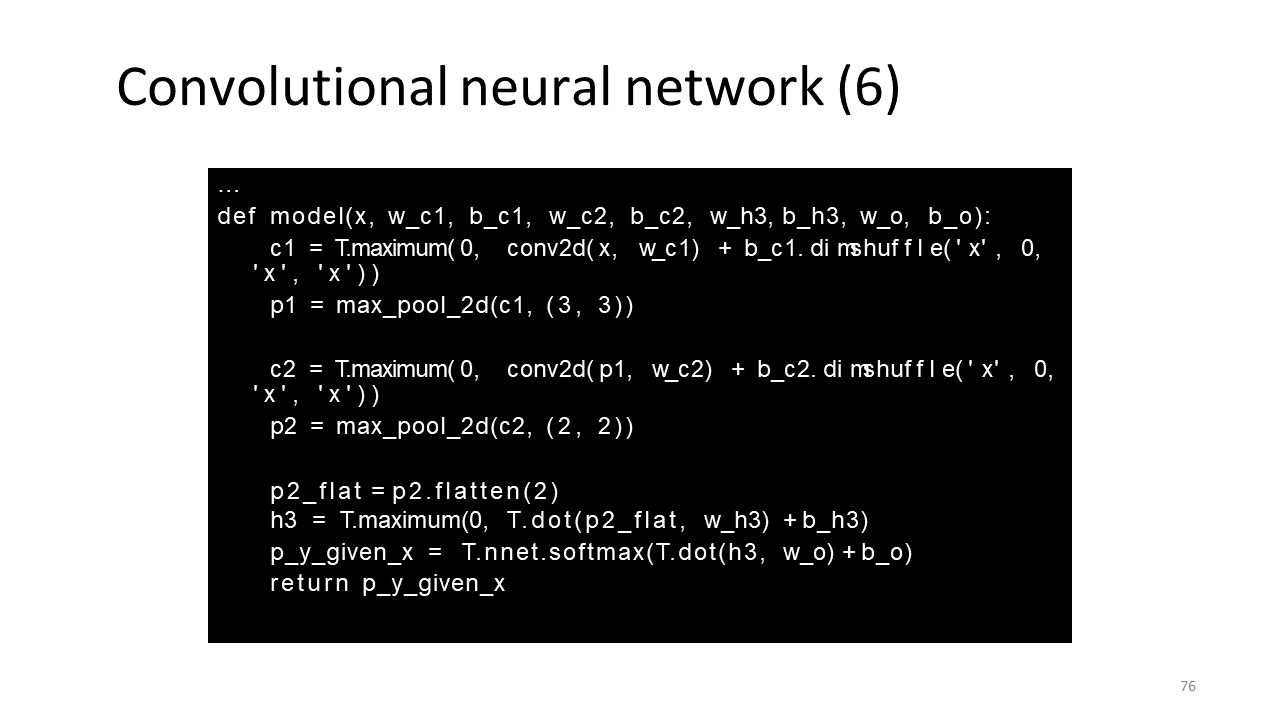 Convolutional neural network (6)
...
def model(x, w_c1, b_c1, w_c2, b_c2, w_h3, b_h3, w_o, b_o):
c1 = T.maximum(0, conv2d(x, w_c1) + b_c1.dimshuffle('x', 0,
'x', 'x'))
p1 = max_pool_2d(c1, (3, 3))
c2 = T.maximum(0, conv2d(p1, w_c2) + b_c2.dimshuffle('x', 0,
'x', 'x'))
p2 = max_pool_2d(c2, (2, 2))
p2_flat = p2.flatten(2)
h3 = T.maximum(0, T.dot(p2_flat, w_h3) + b_h3)
p_y_given_x = T.nnet.softmax(T.dot(h3, w_o) + b_o)
return p_y_given_x
76